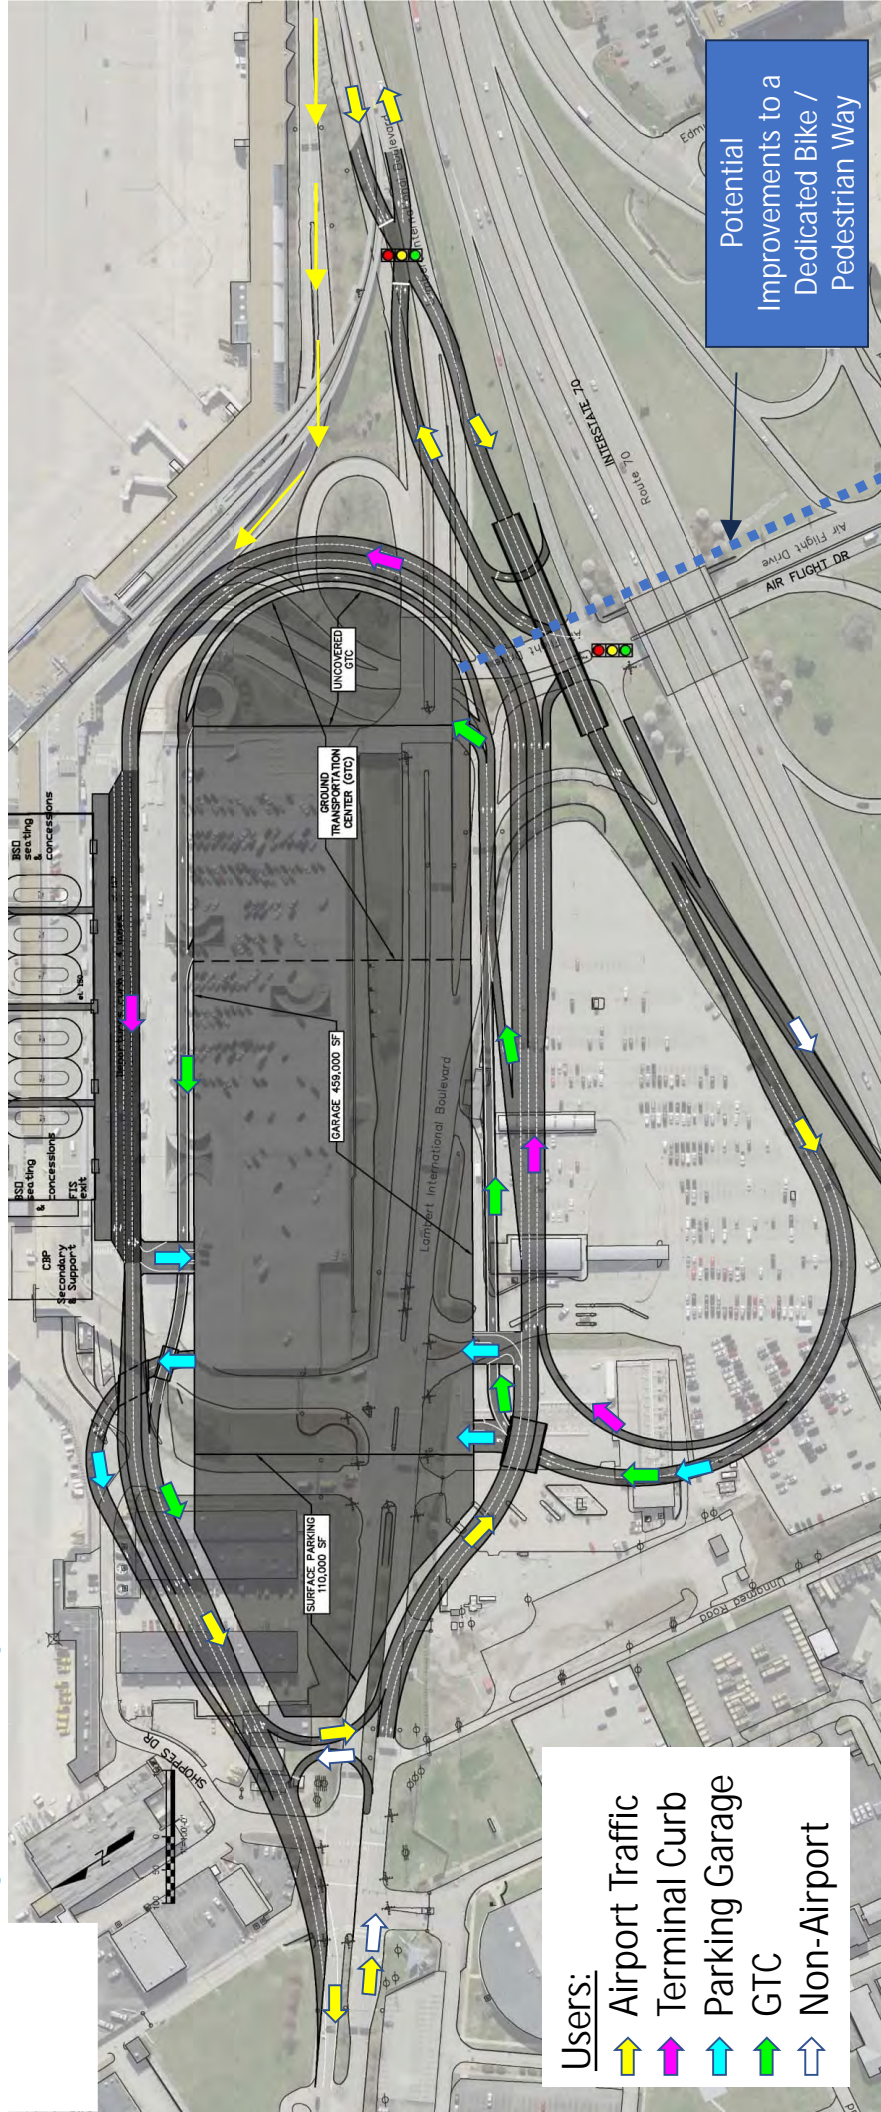 BSO
seating
&
concessions
BSO
seating
&
concessions
FIS
exit
CBP
Secondary
& Support
UNCOVERED
GTC
GROUND
TRANSPORTATION
CENTER (GTC)
GARAGE 459,000 SF
SURFACE PARKING
110,000 SF
Lambert International Boulevard
INTERSTATE 70
Route 70
Air Flight Drive
AIR FLIGHT DR
Potential
Improvements to a
Dedicated Bike /
Pedestrian Way
SHOPPES DR
N
Unnamed Road
Users:
Airport Traffic
Terminal Curb
Parking Garage
GTC
Non-Airport